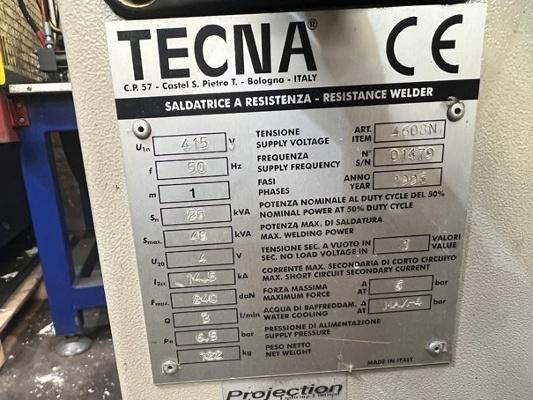 TECNA® CE
C.P. 57 - Castel S. Pietro T. - Bologna - ITALY
SALDATRICE A RESISTENZA - RESISTANCE WELDER
U1n 415 V TENSIONE SUPPLY VOLTAGE ART. ITEM 4608N
f 50 Hz FREQUENZA SUPPLY FREQUENCY N° S/N 01479
m 1 FASI PHASES ANNO YEAR
Sn 25 kVA POTENZA NOMINALE AL DUTY CYCLE DEL 50% NOMINAL POWER AT 50% DUTY CYCLE
Smax. 48 kVA POTENZA MAX. DI SALDATURA MAX. WELDING POWER
U20 4 V TENSIONE SEC. A VUOTO IN SEC. NO LOAD VOLTAGE IN VALORI VALUE
I2cc 14.5 kA CORRENTE MAX. SECONDARIA DI CORTO CIRCUITO MAX. SHORT CIRCUIT SECONDARY CURRENT
Fmax. daN FORZA MASSIMA MAXIMUM FORCE A AT 6 bar
Q l/min ACQUA DI RAFFREDDAM. WATER COOLING A AT bar
Pn 6.5 bar PRESSIONE DI ALIMENTAZIONE SUPPLY PRESSURE
122 kg PESO NETTO NET WEIGHT MADE IN ITALY
Projection